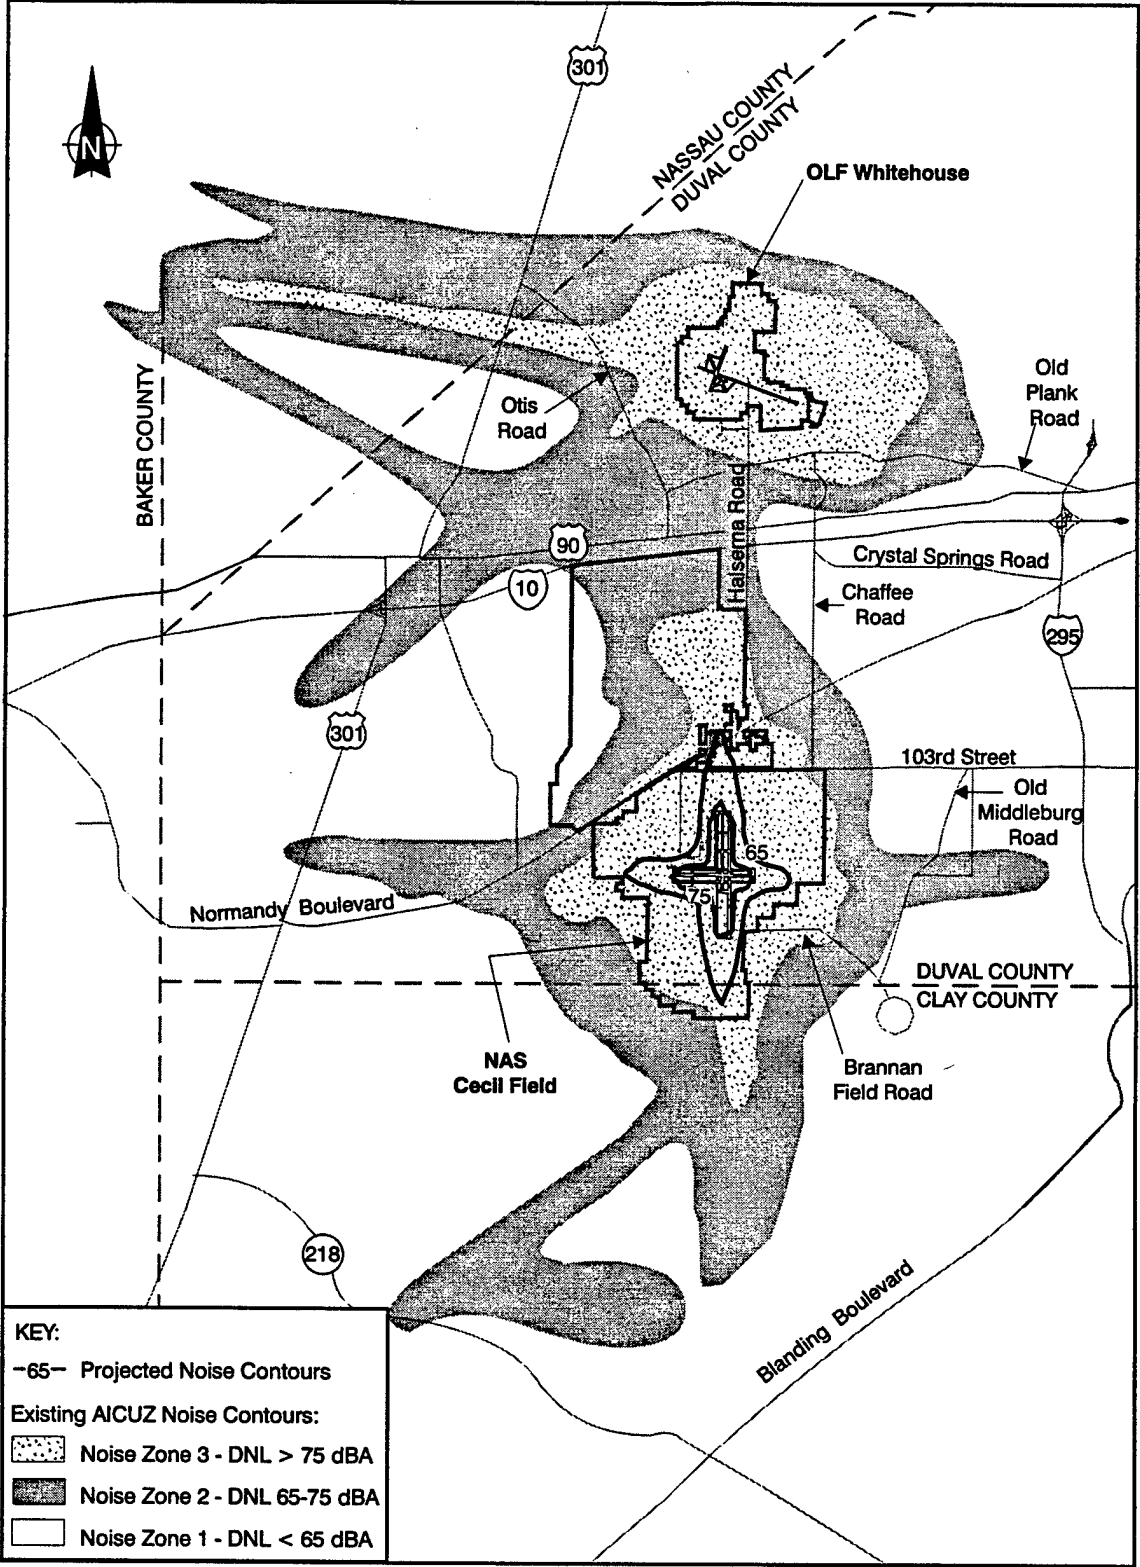 301
N
NASSAU COUNTY
DUVAL COUNTY
OLF Whitehouse
Old
Plank
Road
Otis
Road
BAKER COUNTY
Halsema Road
90
10
Crystal Springs Road
Chaffee
Road
295
301
103rd Street
Old
Middleburg
Road
65
75
Normandy Boulevard
DUVAL COUNTY
CLAY COUNTY
NAS
Cecil Field
Brannan
Field Road
218
Blanding Boulevard
KEY:
-65- Projected Noise Contours
Existing AICUZ Noise Contours:
Noise Zone 3 - DNL > 75 dBA
Noise Zone 2 - DNL 65-75 dBA
Noise Zone 1 - DNL < 65 dBA